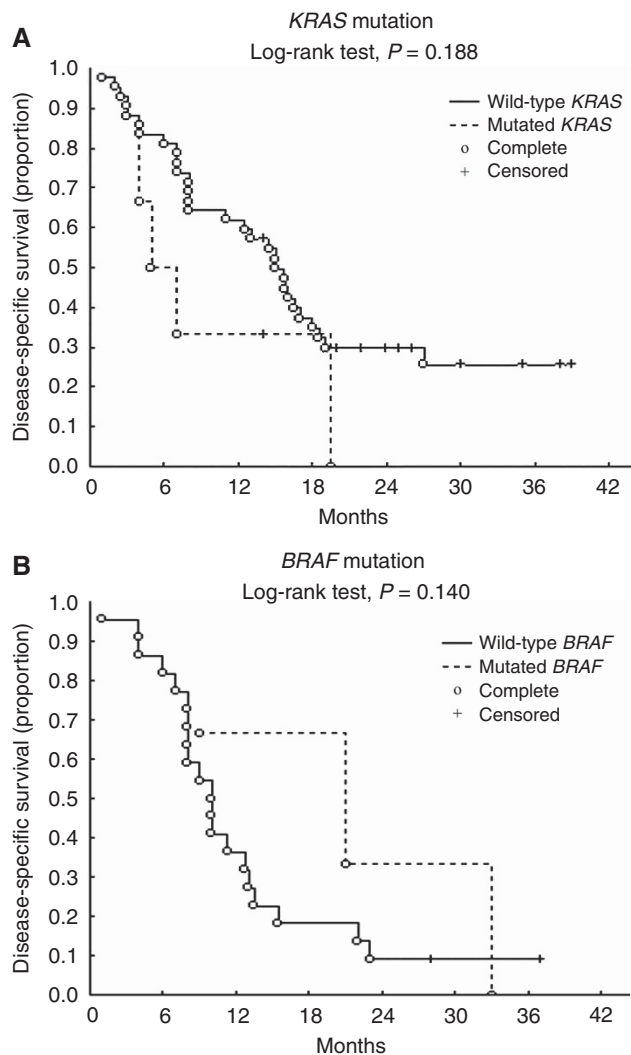 A
KRAS mutation
Log-rank test, P = 0.188
Disease-specific survival (proportion)
1.0
0.9
0.8
0.7
0.6
0.5
0.4
0.3
0.2
0.1
0.0
Wild-type KRAS
Mutated KRAS
Complete
Censored
0 6 12 18 24 30 36 42
Months
B
BRAF mutation
Log-rank test, P = 0.140
Disease-specific survival (proportion)
1.0
0.9
0.8
0.7
0.6
0.5
0.4
0.3
0.2
0.1
0.0
Wild-type BRAF
Mutated BRAF
Complete
Censored
0 6 12 18 24 30 36 42
Months